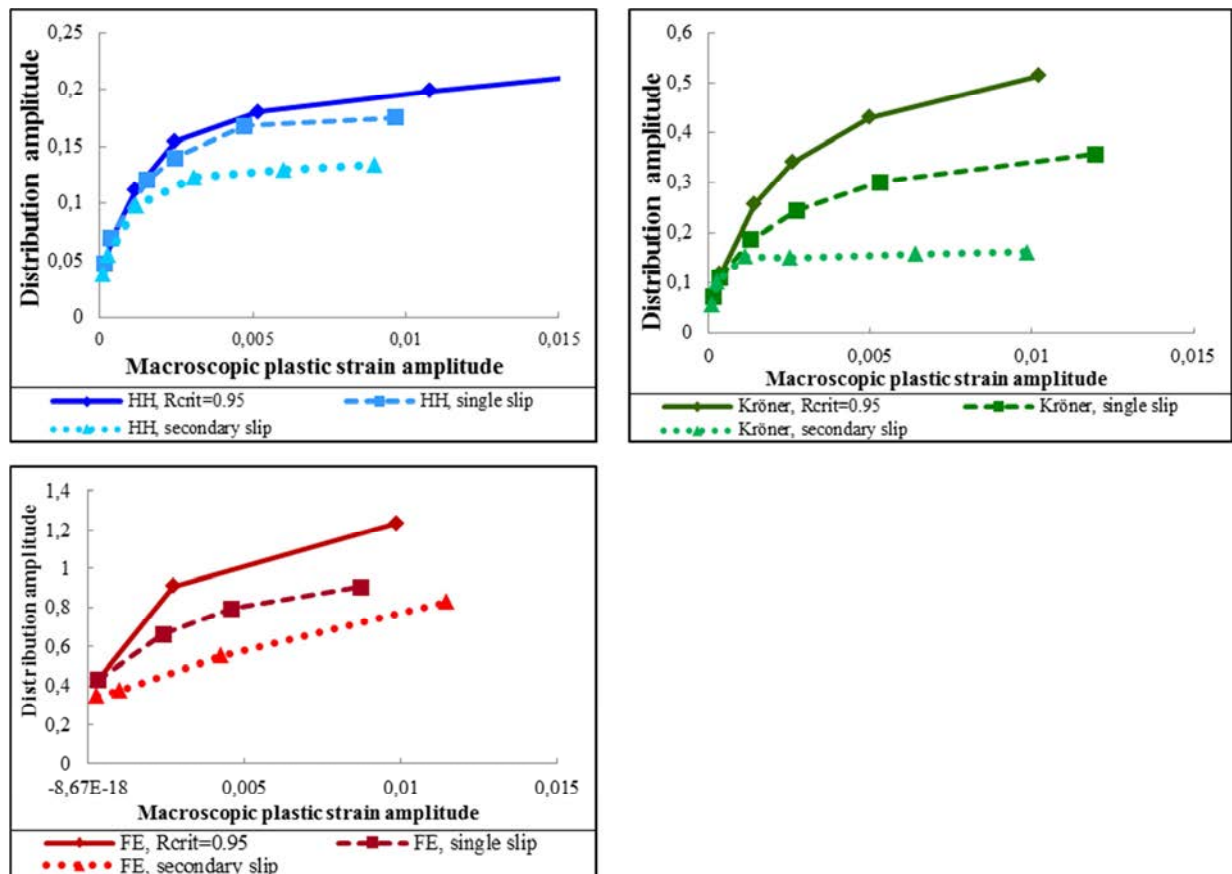 Distribution amplitude
0,25
0,2
0,15
0,1
0,05
0
0 0,005 0,01 0,015
Macroscopic plastic strain amplitude
HH, Rcrit=0.95 HH, single slip
HH, secondary slip
Distribution amplitude
0,6
0,5
0,4
0,3
0,2
0,1
0
0 0,005 0,01 0,015
Macroscopic plastic strain amplitude
Kröner, Rcrit=0.95 Kröner, single slip
Kröner, secondary slip
Distribution amplitude
1,4
1,2
1
0,8
0,6
0,4
0,2
0
-8,67E-18 0,005 0,01 0,015
Macroscopic plastic strain amplitude
FE, Rcrit=0.95 FE, single slip
FE, secondary slip